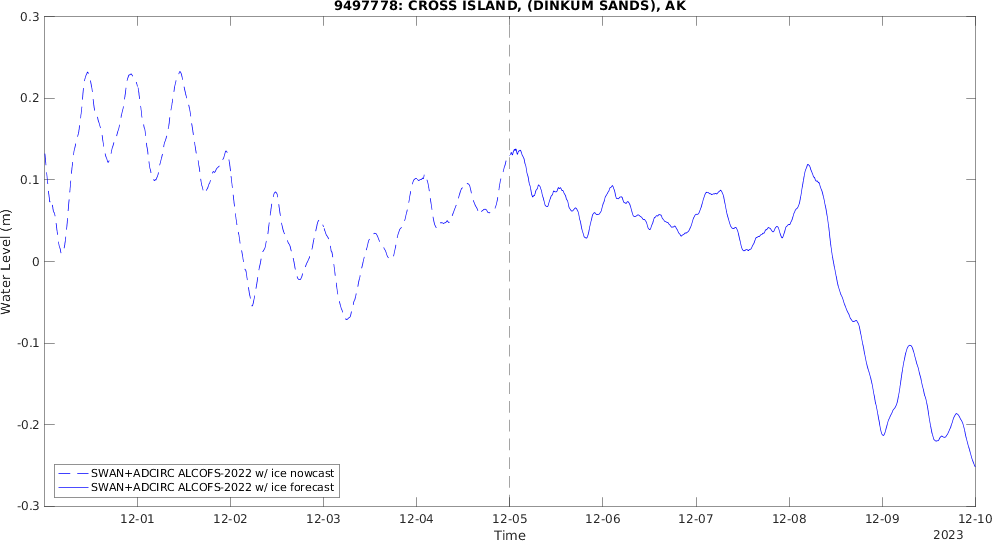 9497778: CROSS ISLAND, (DINKUM SANDS), AK
Water Level (m)
0.3
0.2
0.1
0
-0.1
-0.2
-0.3
SWAN+ADCIRC ALCOFS-2022 w/ ice nowcast
SWAN+ADCIRC ALCOFS-2022 w/ ice forecast
12-01 12-02 12-03 12-04 12-05 12-06 12-07 12-08 12-09 12-10
Time
2023